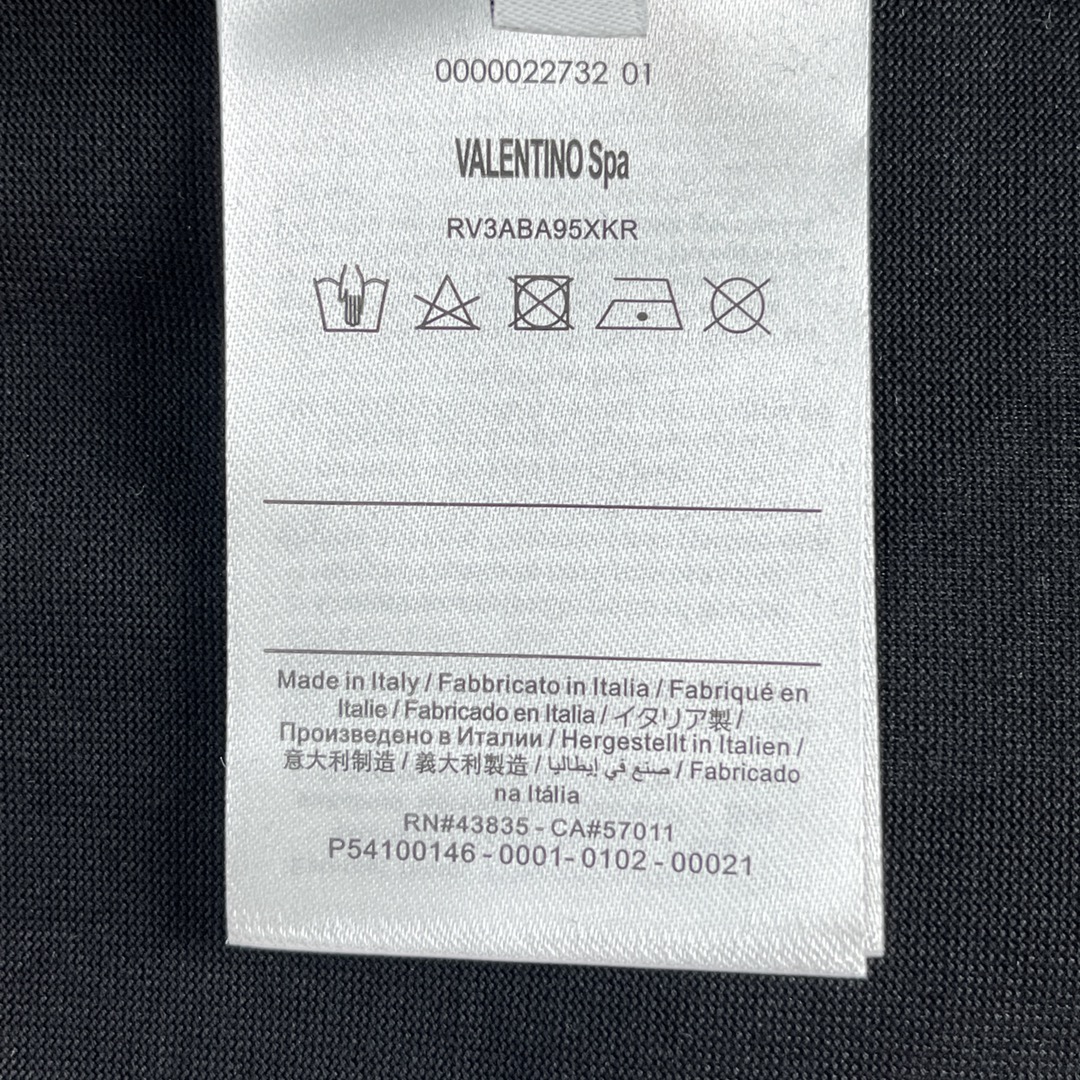 0000022732 01
VALENTINO Spa
RV3ABA95XKR
Made in Italy / Fabbricato in Italia / Fabriqué en
Italie / Fabricado en Italia / イタリア製 /
Произведено в Италии / Hergestellt in Italien /
意大利制造 / 義大利製造 / صنع في إيطاليا / Fabricado
na Itália
RN#43835 - CA#57011
P54100146 - 0001 - 0102 - 00021